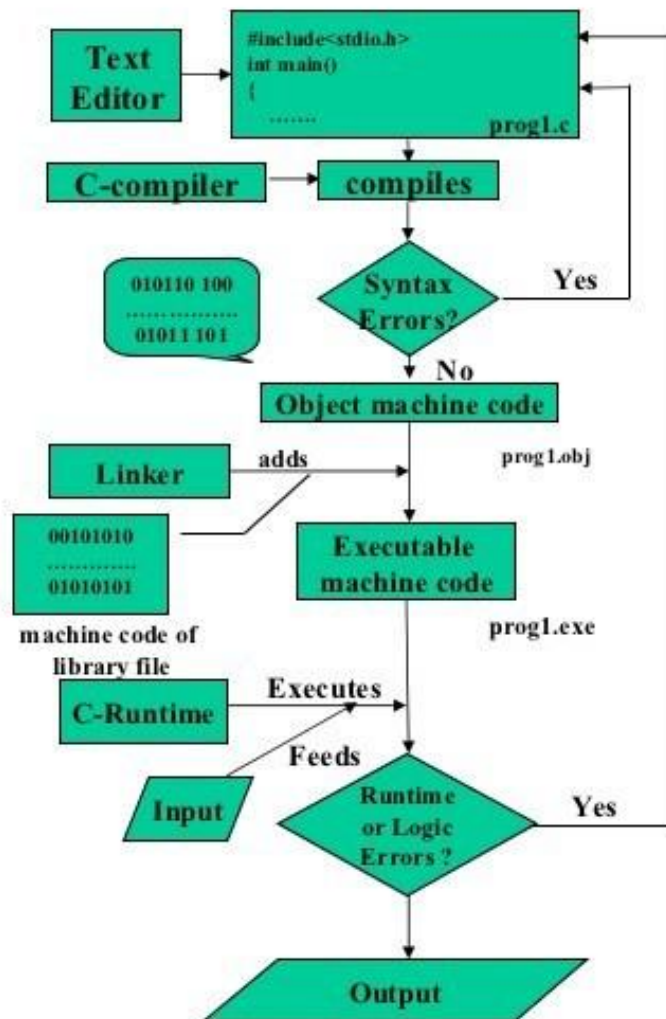 Text
Editor
#include<stdio.h>
int main()
{
.......
prog1.c
C-compiler
compiles
010110 100
...... ..........
01011 101
Syntax
Errors?
Yes
No
Object machine code
prog1.obj
Linker
adds
00101010
.............
01010101
machine code of
library file
Executable
machine code
prog1.exe
C-Runtime
Executes
Feeds
Input
Runtime
or Logic
Errors ?
Yes
Output